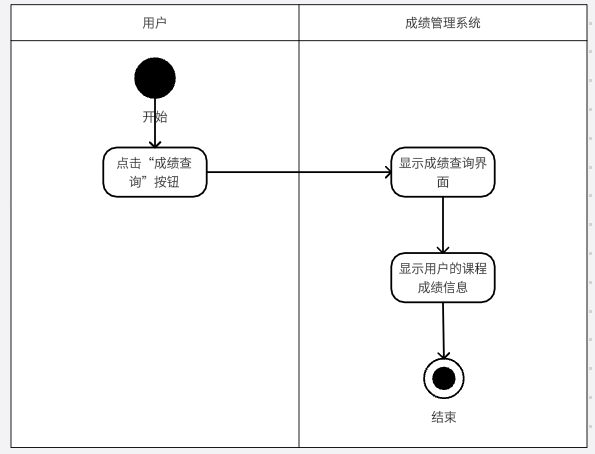 用户
成绩管理系统
开始
点击“成绩查
询”按钮
显示成绩查询界
面
显示用户的课程
成绩信息
结束